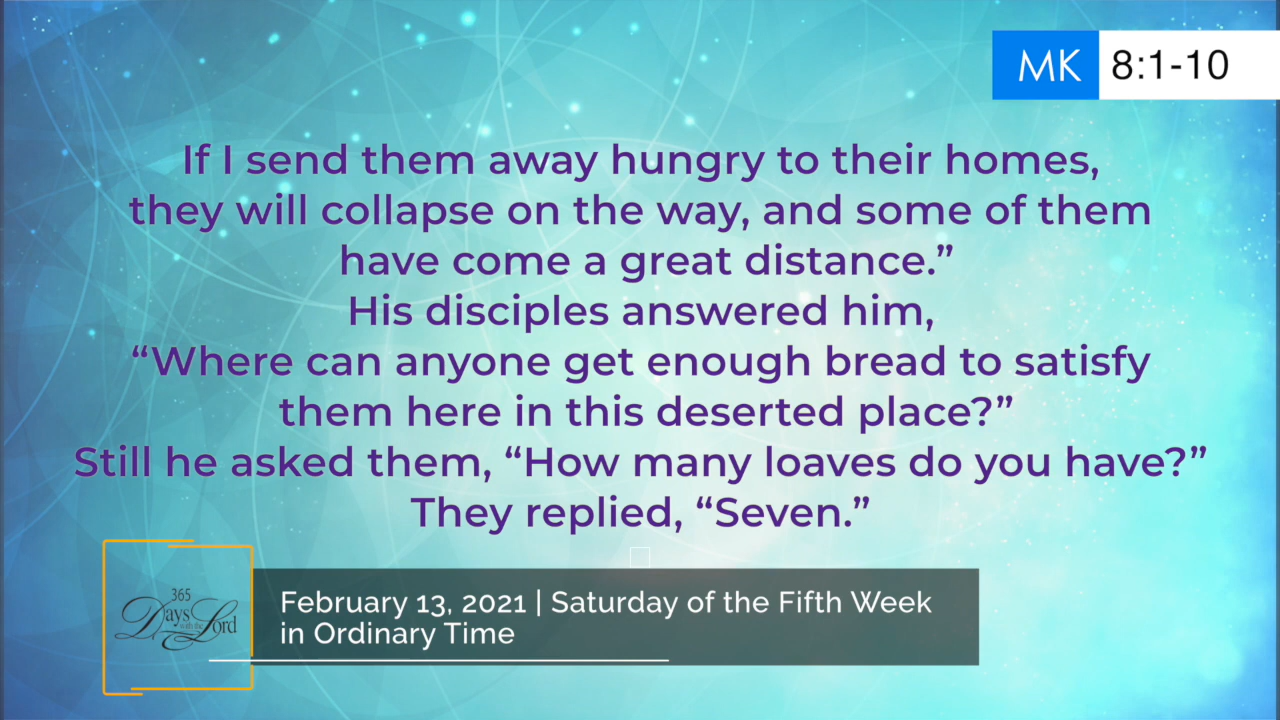 MK 8:1-10
If I send them away hungry to their homes,
they will collapse on the way, and some of them
have come a great distance.”
His disciples answered him,
“Where can anyone get enough bread to satisfy
them here in this deserted place?”
Still he asked them, “How many loaves do you have?”
They replied, “Seven.”
365
Days with the Lord
February 13, 2021 | Saturday of the Fifth Week
in Ordinary Time